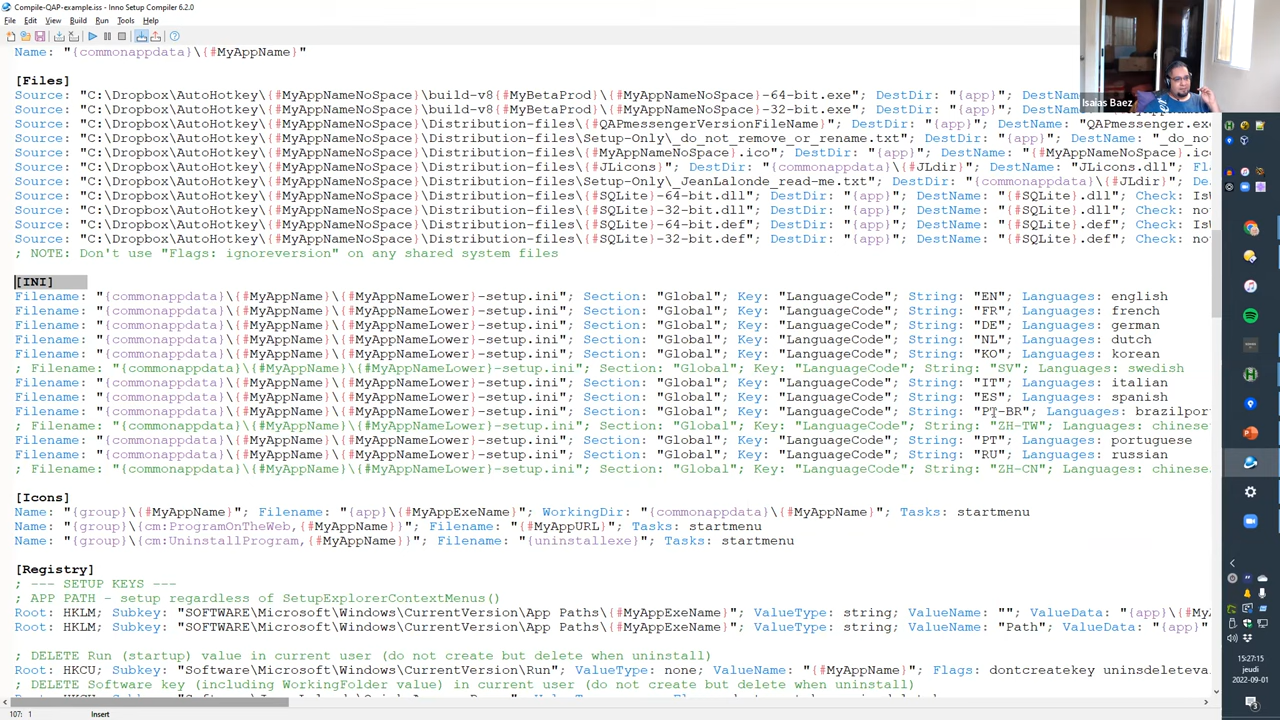 Compile-QAP-example.iss - Inno Setup Compiler 6.2.0
File Edit View Build Run Tools Help
Name: "{commonappdata}\{#MyAppName}"
[Files]
Source: "C:\Dropbox\AutoHotkey\{#MyAppNameNoSpace}\build-v8{#MyBetaProd}\{#MyAppNameNoSpace}-64-bit.exe"; DestDir: "{app}"; DestName
Source: "C:\Dropbox\AutoHotkey\{#MyAppNameNoSpace}\build-v8{#MyBetaProd}\{#MyAppNameNoSpace}-32-bit.exe"; DestDir: "{app}"; DestName
Source: "C:\Dropbox\AutoHotkey\{#MyAppNameNoSpace}\Distribution-files\{#QAPmessengerVersionFileName}"; DestDir: "{app}"; DestName: "QAPmessenger.exe
Source: "C:\Dropbox\AutoHotkey\{#MyAppNameNoSpace}\Distribution-files\Setup-Only\_do_not_remove_or_rename.txt"; DestDir: "{app}"; DestName: "_do_no
Source: "C:\Dropbox\AutoHotkey\{#MyAppNameNoSpace}\Distribution-files\{#MyAppNameNoSpace}.ico"; DestDir: "{app}"; DestName: "{#MyAppNameNoSpace}.ico
Source: "C:\Dropbox\AutoHotkey\{#MyAppNameNoSpace}\Distribution-files\{#JLicons}"; DestDir: "{commonappdata}\{#JLdir}"; DestName: "JLicons.dll"; Fl
Source: "C:\Dropbox\AutoHotkey\{#MyAppNameNoSpace}\Distribution-files\Setup-Only\_JeanLalonde_read-me.txt"; DestDir: "{commonappdata}\{#JLdir}"; De
Source: "C:\Dropbox\AutoHotkey\{#MyAppNameNoSpace}\Distribution-files\{#SQLite}-64-bit.dll"; DestDir: "{app}"; DestName: "{#SQLite}.dll"; Check: Is
Source: "C:\Dropbox\AutoHotkey\{#MyAppNameNoSpace}\Distribution-files\{#SQLite}-32-bit.dll"; DestDir: "{app}"; DestName: "{#SQLite}.dll"; Check: no
Source: "C:\Dropbox\AutoHotkey\{#MyAppNameNoSpace}\Distribution-files\{#SQLite}-64-bit.def"; DestDir: "{app}"; DestName: "{#SQLite}.def"; Check: Is
Source: "C:\Dropbox\AutoHotkey\{#MyAppNameNoSpace}\Distribution-files\{#SQLite}-32-bit.def"; DestDir: "{app}"; DestName: "{#SQLite}.def"; Check: no
; NOTE: Don't use "Flags: ignoreversion" on any shared system files
[INI]
Filename: "{commonappdata}\{#MyAppName}\{#MyAppNameLower}-setup.ini"; Section: "Global"; Key: "LanguageCode"; String: "EN"; Languages: english
Filename: "{commonappdata}\{#MyAppName}\{#MyAppNameLower}-setup.ini"; Section: "Global"; Key: "LanguageCode"; String: "FR"; Languages: french
Filename: "{commonappdata}\{#MyAppName}\{#MyAppNameLower}-setup.ini"; Section: "Global"; Key: "LanguageCode"; String: "DE"; Languages: german
Filename: "{commonappdata}\{#MyAppName}\{#MyAppNameLower}-setup.ini"; Section: "Global"; Key: "LanguageCode"; String: "NL"; Languages: dutch
Filename: "{commonappdata}\{#MyAppName}\{#MyAppNameLower}-setup.ini"; Section: "Global"; Key: "LanguageCode"; String: "KO"; Languages: korean
; Filename: "{commonappdata}\{#MyAppName}\{#MyAppNameLower}-setup.ini"; Section: "Global"; Key: "LanguageCode"; String: "SV"; Languages: swedish
Filename: "{commonappdata}\{#MyAppName}\{#MyAppNameLower}-setup.ini"; Section: "Global"; Key: "LanguageCode"; String: "IT"; Languages: italian
Filename: "{commonappdata}\{#MyAppName}\{#MyAppNameLower}-setup.ini"; Section: "Global"; Key: "LanguageCode"; String: "ES"; Languages: spanish
Filename: "{commonappdata}\{#MyAppName}\{#MyAppNameLower}-setup.ini"; Section: "Global"; Key: "LanguageCode"; String: "PT-BR"; Languages: brazilpor
; Filename: "{commonappdata}\{#MyAppName}\{#MyAppNameLower}-setup.ini"; Section: "Global"; Key: "LanguageCode"; String: "ZH-TW"; Languages: chinese
Filename: "{commonappdata}\{#MyAppName}\{#MyAppNameLower}-setup.ini"; Section: "Global"; Key: "LanguageCode"; String: "PT"; Languages: portuguese
Filename: "{commonappdata}\{#MyAppName}\{#MyAppNameLower}-setup.ini"; Section: "Global"; Key: "LanguageCode"; String: "RU"; Languages: russian
; Filename: "{commonappdata}\{#MyAppName}\{#MyAppNameLower}-setup.ini"; Section: "Global"; Key: "LanguageCode"; String: "ZH-CN"; Languages: chinese
[Icons]
Name: "{group}\{#MyAppName}"; Filename: "{app}\{#MyAppExeName}"; WorkingDir: "{commonappdata}\{#MyAppName}"; Tasks: startmenu
Name: "{group}\{cm:ProgramOnTheWeb,{#MyAppName}}"; Filename: "{#MyAppURL}"; Tasks: startmenu
Name: "{group}\{cm:UninstallProgram,{#MyAppName}}"; Filename: "{uninstallexe}"; Tasks: startmenu
[Registry]
; --- SETUP KEYS ---
; APP PATH - setup regardless of SetupExplorerContextMenus()
Root: HKLM; Subkey: "SOFTWARE\Microsoft\Windows\CurrentVersion\App Paths\{#MyAppExeName}"; ValueType: string; ValueName: ""; ValueData: "{app}\{#My
Root: HKLM; Subkey: "SOFTWARE\Microsoft\Windows\CurrentVersion\App Paths\{#MyAppExeName}"; ValueType: string; ValueName: "Path"; ValueData: "{app}"
; DELETE Run (startup) value in current user (do not create but delete when uninstall)
Root: HKCU; Subkey: "Software\Microsoft\Windows\CurrentVersion\Run"; ValueType: none; ValueName: "{#MyAppName}"; Flags: dontcreatekey uninsdeleteva
; DELETE Software key (including WorkingFolder value) in current user (do not create but delete when uninstall)
107: 1 Insert
Isaias Baez
15:27:15
jeudi
2022-09-01